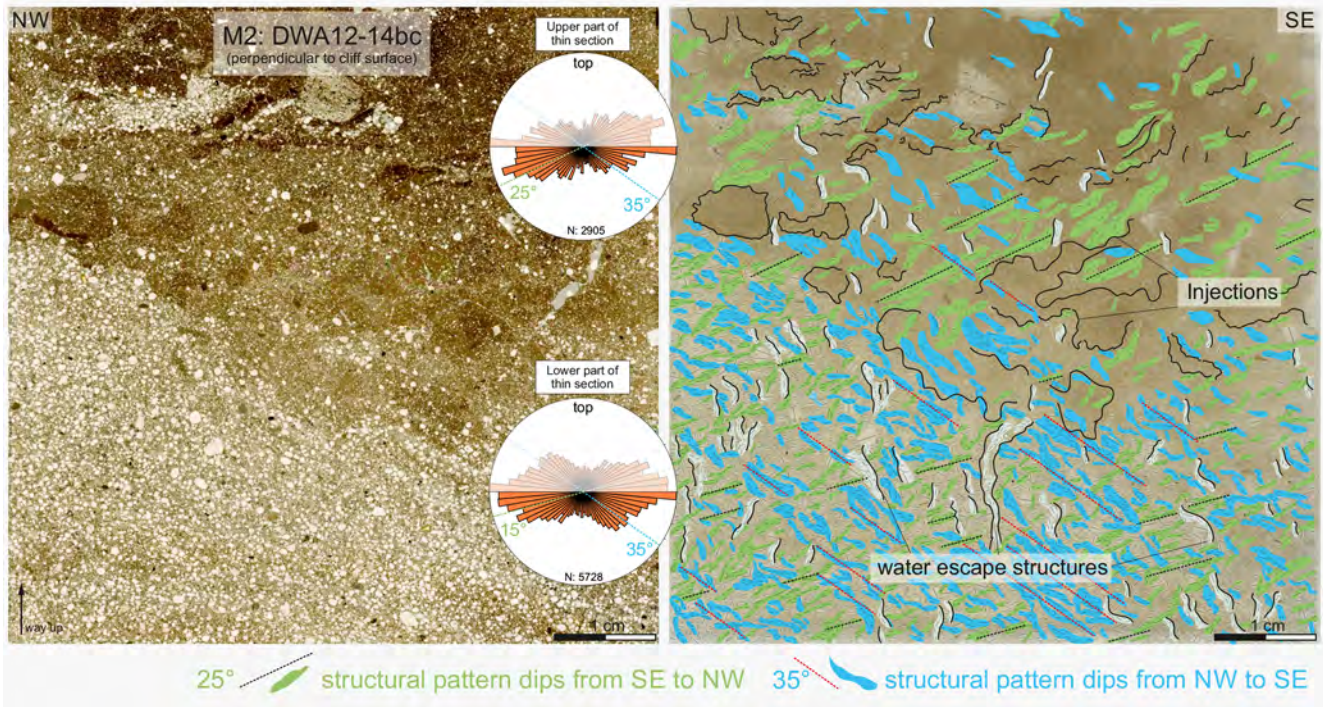 NW
M2: DWA12-14bc
(perpendicular to cliff surface)
Upper part of
thin section
top
25°
35°
N: 2905
Lower part of
thin section
top
15°
35°
N: 5728
way up
1 cm
SE
Injections
water escape structures
1 cm
25° structural pattern dips from SE to NW
35° structural pattern dips from NW to SE